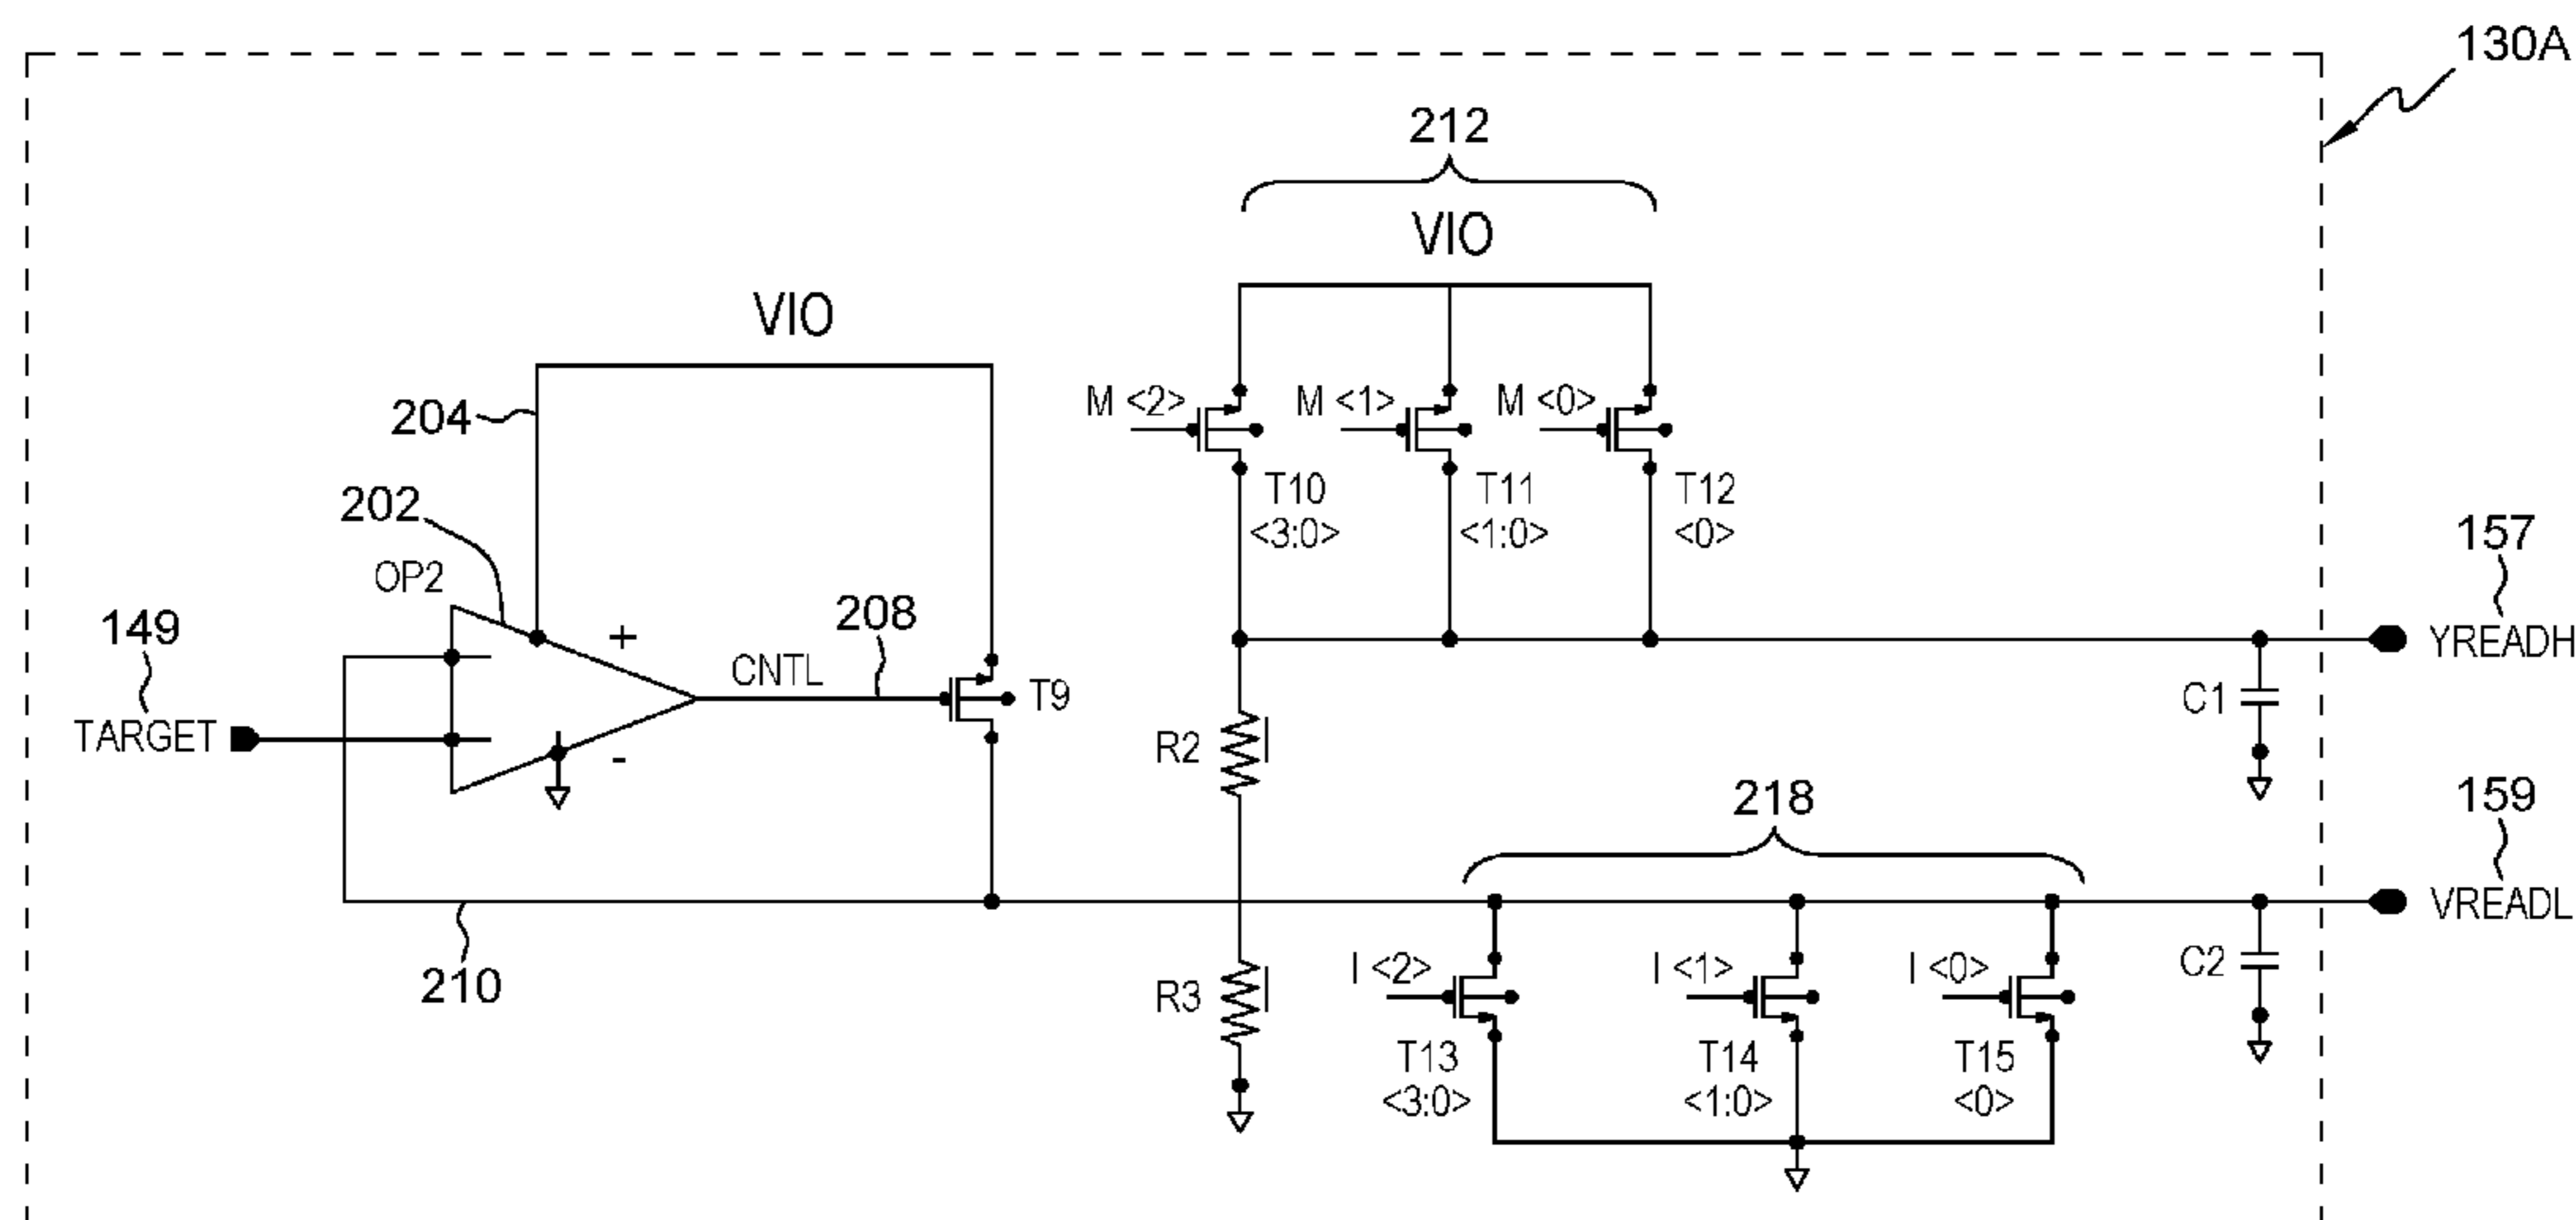 130A
212
VIO
VIO
M <2>
M <1>
M <0>
204
T10
<3:0>
T11
<1:0>
T12
<0>
202
OP2
157
YREADH
149
TARGET
+
-
CNTL
208
T9
C1
R2
218
159
VREADL
210
I <2>
I <1>
I <0>
C2
R3
T13
<3:0>
T14
<1:0>
T15
<0>